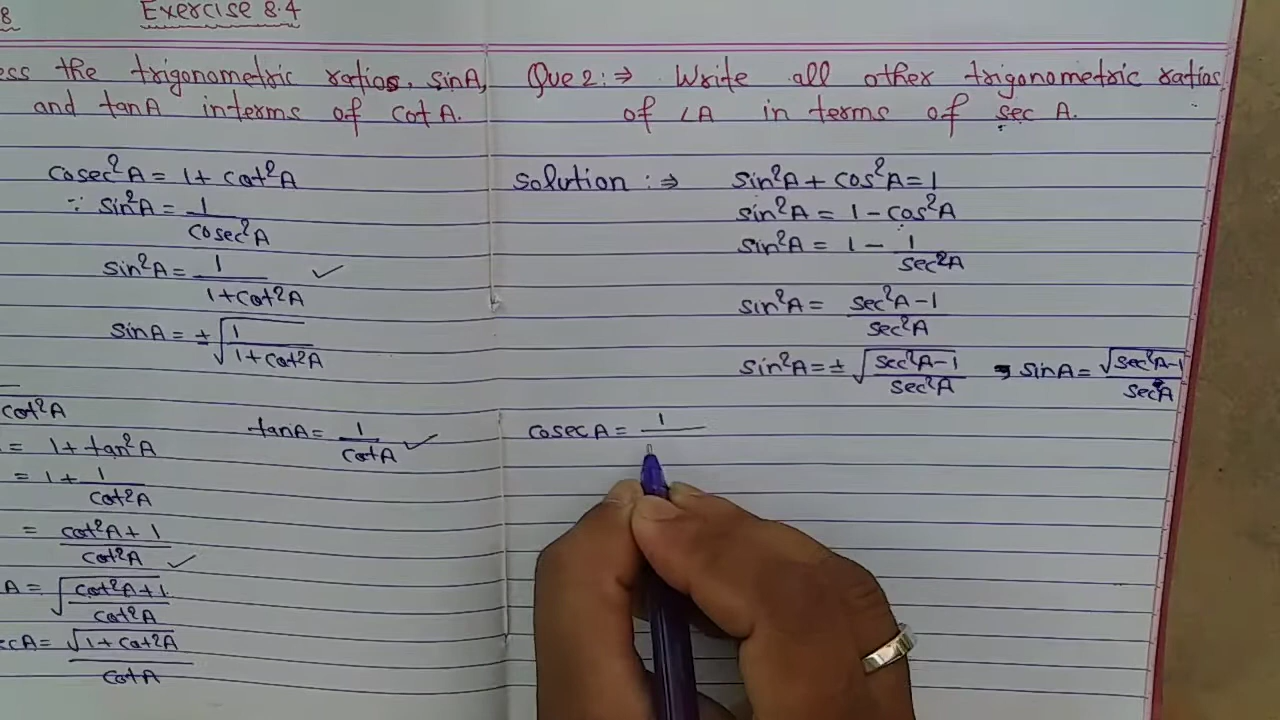 8 Exercise 8.4
ess the trigonometric ratios, sinA,
and tanA interms of cot A.
cosec²A = 1 + cot²A
∵ sin²A = 1/cosec²A
sin²A = 1/1+cot²A ✓
sinA = ± √1/1+cot²A
cot²A
= 1 + tan²A
= 1 + 1/cot²A
= cot²A + 1/cot²A ✓
A = √cot²A+1/cot²A
ecA = √1+cot²A/cotA
tanA = 1/cotA ✓
Que 2:⇒ Write all other trigonometric ratios
of ∠A in terms of sec A.
Solution :⇒ sin²A + cos²A = 1
sin²A = 1 - cos²A
sin²A = 1 - 1/sec²A
sin²A = sec²A - 1/sec²A
sin²A = ± √sec²A-1/sec²A sinA = √sec²A-1/secA
cosecA = 1